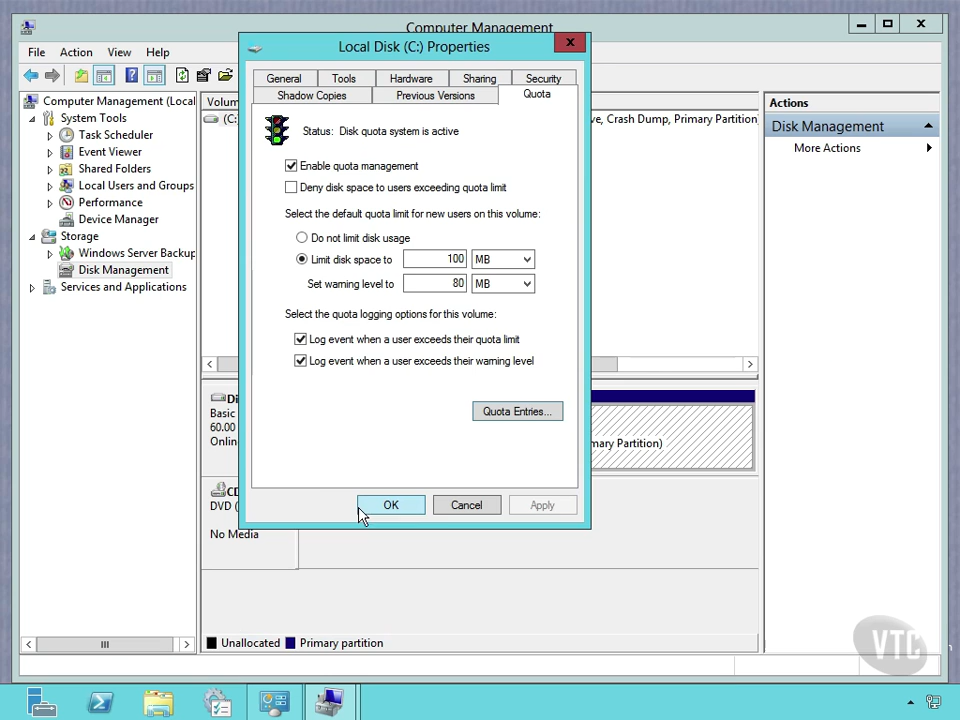 Computer Management
File Action View Help
Computer Management (Local
System Tools
Task Scheduler
Event Viewer
Shared Folders
Local Users and Groups
Performance
Device Manager
Storage
Windows Server Backup
Disk Management
Services and Applications
Volum
(C:
ve, Crash Dump, Primary Partition)
Local Disk (C:) Properties
General Tools Hardware Sharing Security
Shadow Copies Previous Versions Quota
Status: Disk quota system is active
Enable quota management
Deny disk space to users exceeding quota limit
Select the default quota limit for new users on this volume:
Do not limit disk usage
Limit disk space to 100 MB
Set warning level to 80 MB
Select the quota logging options for this volume:
Log event when a user exceeds their quota limit
Log event when a user exceeds their warning level
Quota Entries...
OK Cancel Apply
Di
Basic
60.00
Onlin
mary Partition)
CD
DVD (
No Media
Unallocated Primary partition
Actions
Disk Management
More Actions
VTC